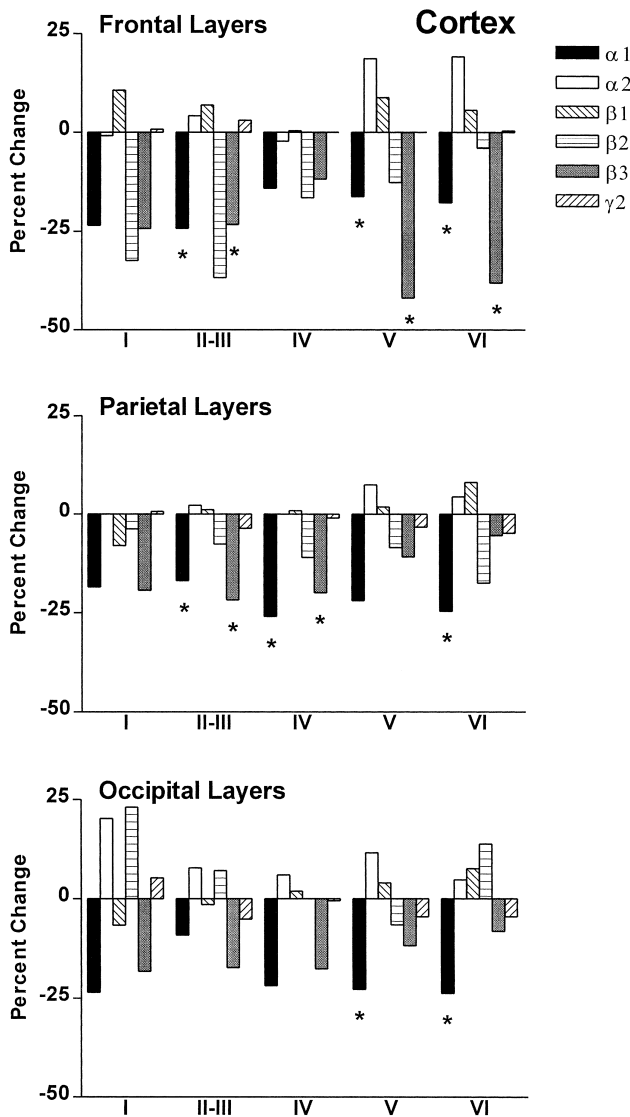 Frontal Layers
Cortex
α1
α2
β1
β2
β3
γ2
Percent Change
25
0
-25
-50
* * * * * *
I II-III IV V VI
Parietal Layers
Percent Change
25
0
-25
-50
* * * * *
I II-III IV V VI
Occipital Layers
Percent Change
25
0
-25
-50
* *
I II-III IV V VI